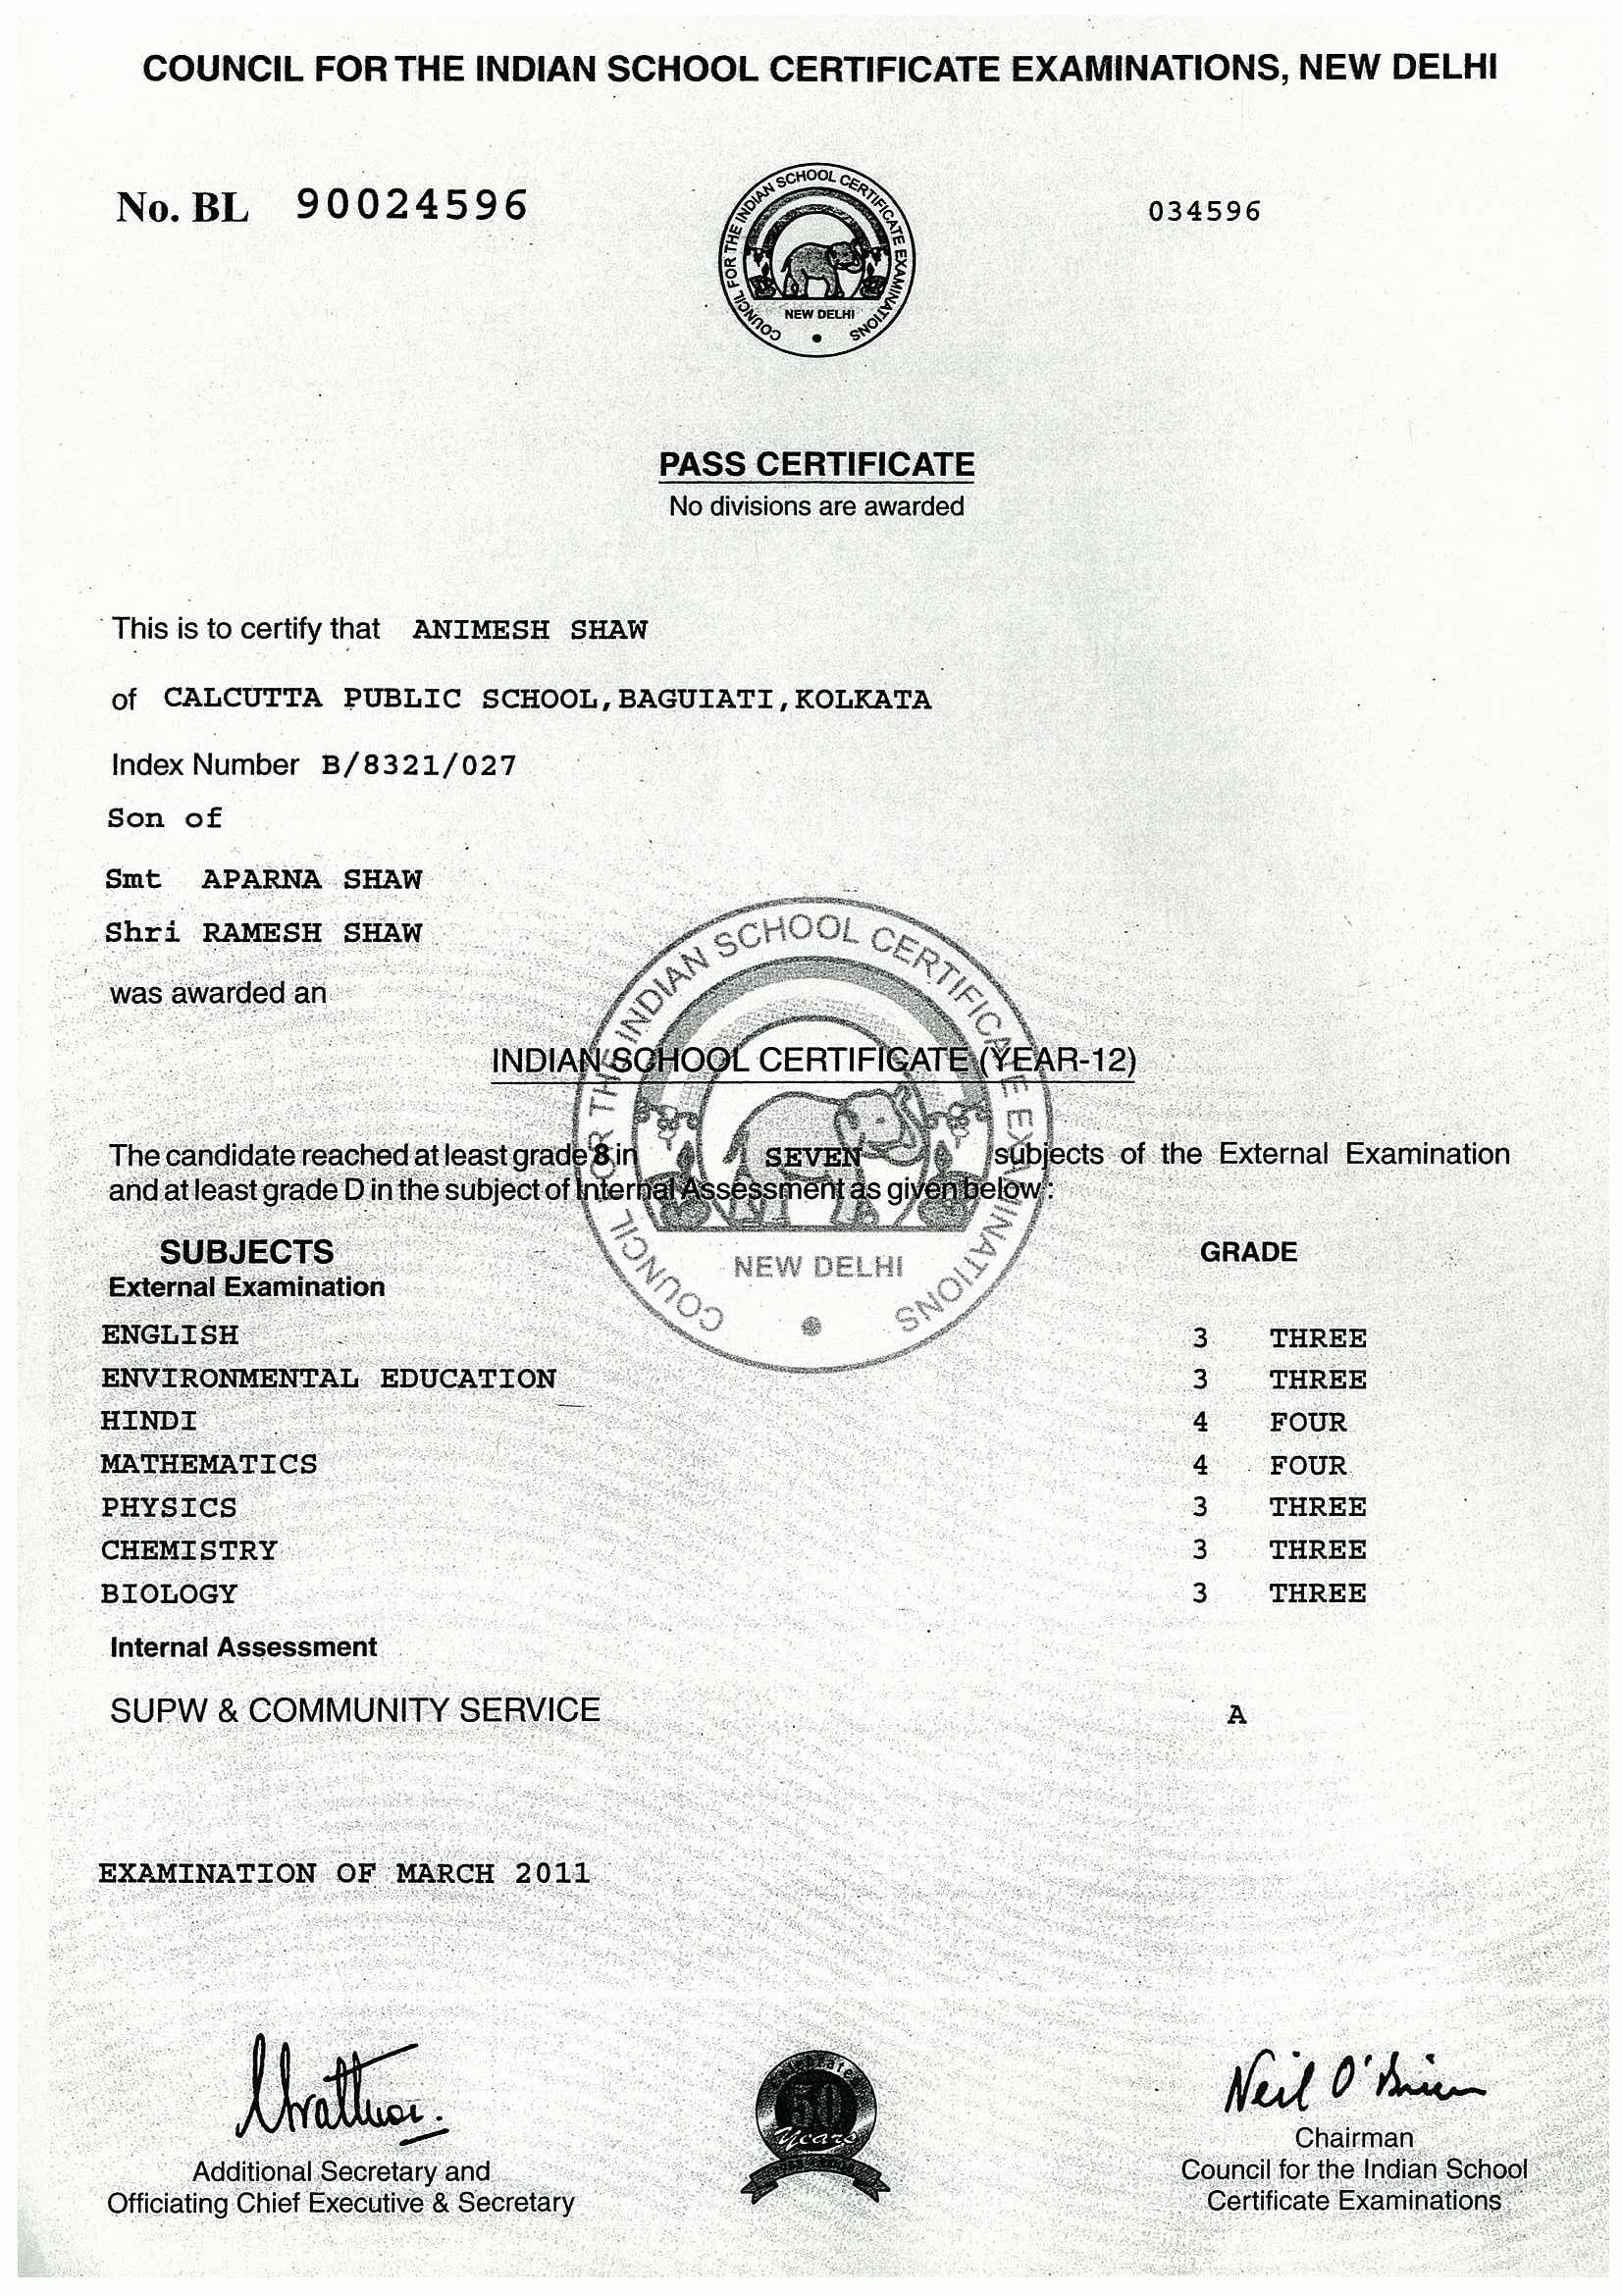 COUNCIL FOR THE INDIAN SCHOOL CERTIFICATE EXAMINATIONS, NEW DELHI
No. BL 90024596
034596
COUNCIL FOR THE INDIAN SCHOOL CERTIFICATE EXAMINATIONS
NEW DELHI
PASS CERTIFICATE
No divisions are awarded
This is to certify that ANIMESH SHAW
of CALCUTTA PUBLIC SCHOOL,BAGUIATI,KOLKATA
Index Number B/8321/027
Son of
Smt APARNA SHAW
Shri RAMESH SHAW
was awarded an
INDIAN SCHOOL CERTIFICATE (YEAR-12)
The candidate reached at least grade 8 in SEVEN subjects of the External Examination
and at least grade D in the subject of Internal Assessment as given below :
COUNCIL FOR THE INDIAN SCHOOL CERTIFICATE EXAMINATIONS
NEW DELHI
SUBJECTS GRADE
External Examination
ENGLISH 3 THREE
ENVIRONMENTAL EDUCATION 3 THREE
HINDI 4 FOUR
MATHEMATICS 4 FOUR
PHYSICS 3 THREE
CHEMISTRY 3 THREE
BIOLOGY 3 THREE
Internal Assessment
SUPW & COMMUNITY SERVICE A
EXAMINATION OF MARCH 2011
50
Years
Neil O'Brien
Additional Secretary and
Officiating Chief Executive & Secretary
Chairman
Council for the Indian School
Certificate Examinations